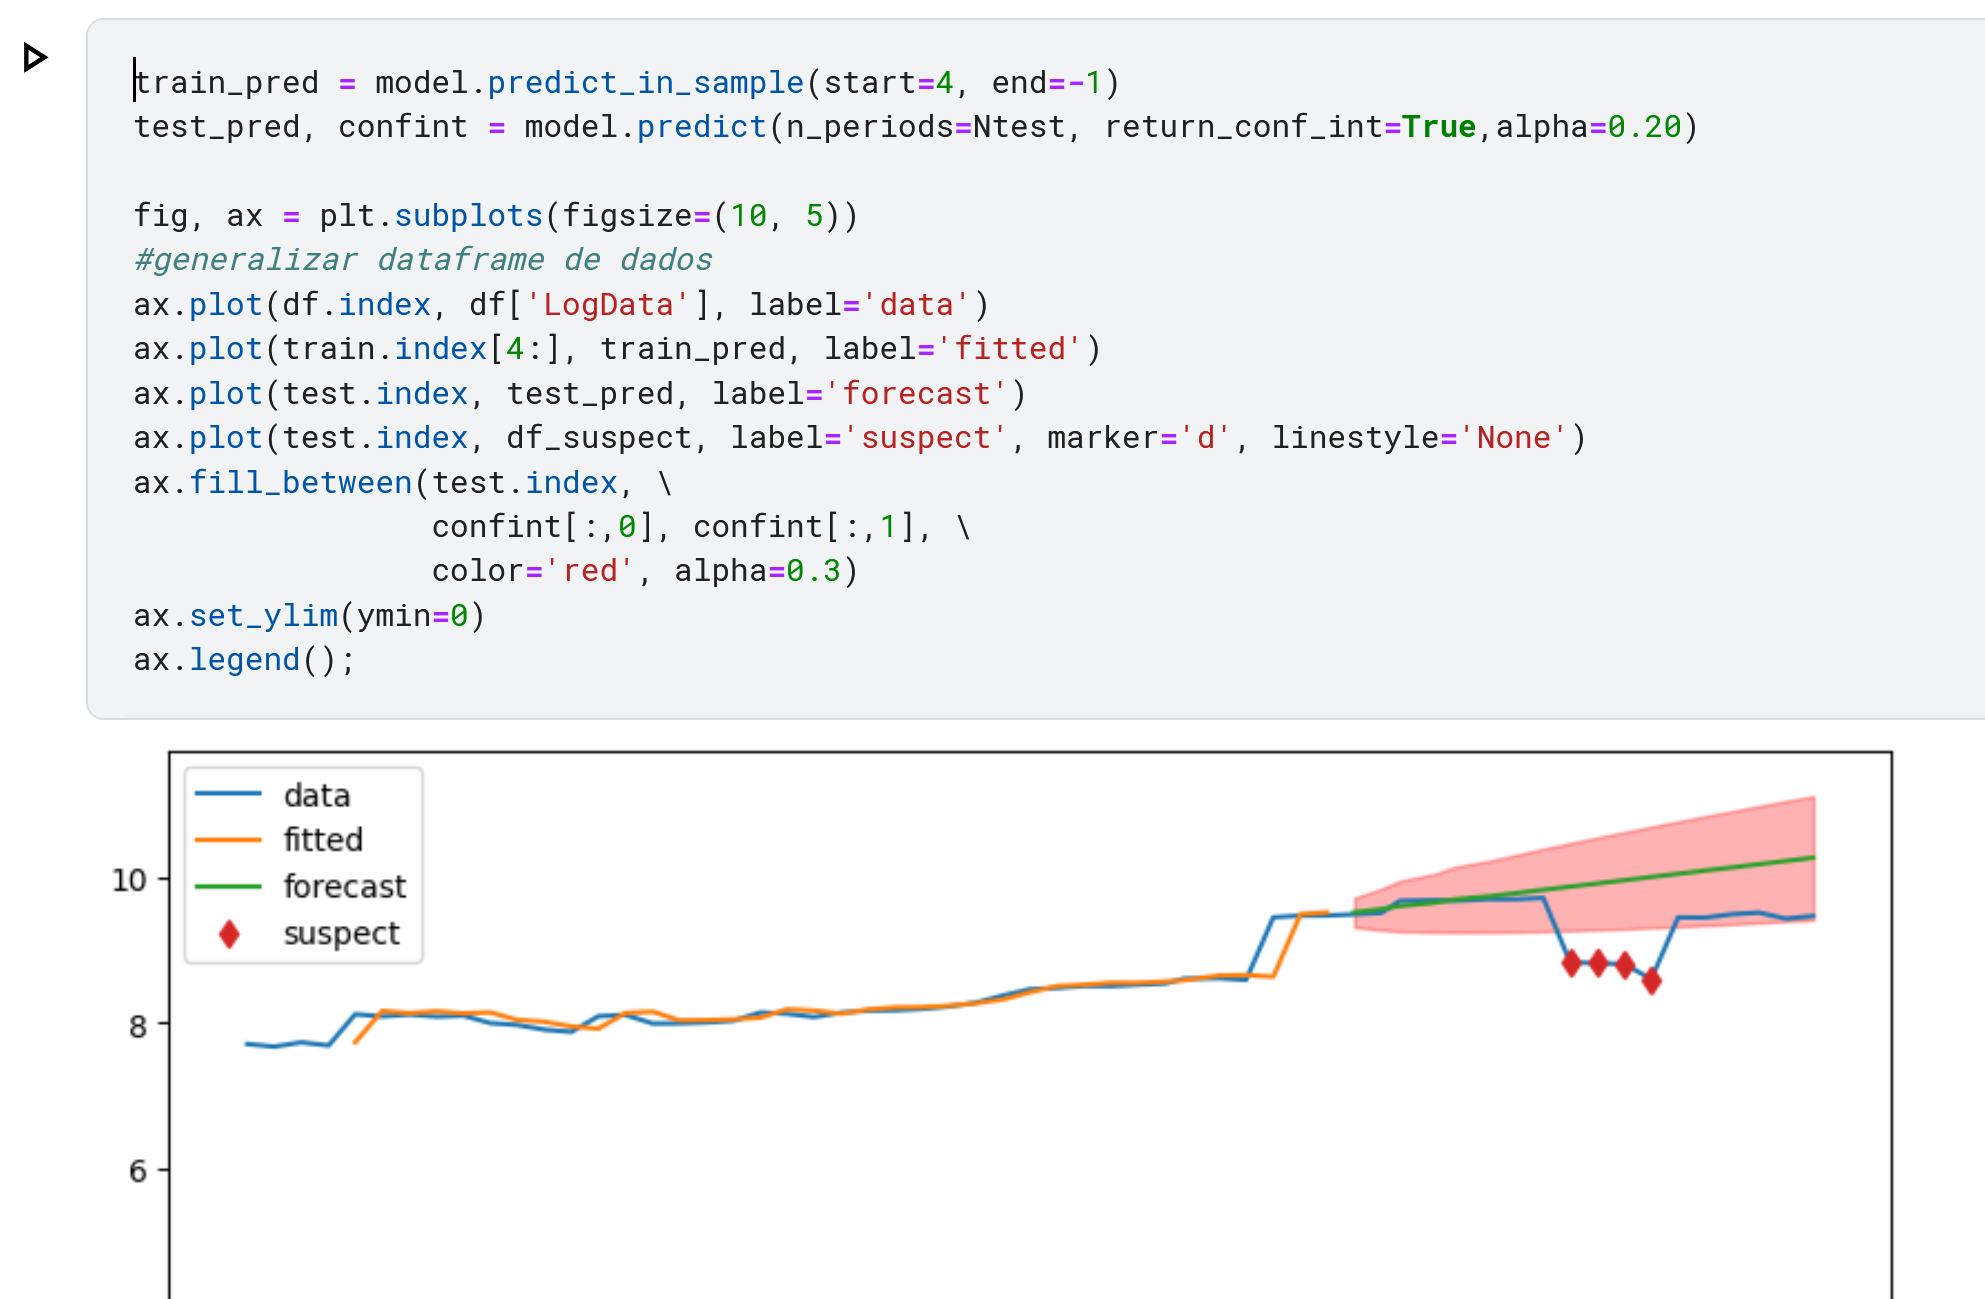 train_pred = model.predict_in_sample(start=4, end=-1)
test_pred, confint = model.predict(n_periods=Ntest, return_conf_int=True,alpha=0.20)
fig, ax = plt.subplots(figsize=(10, 5))
#generalizar dataframe de dados
ax.plot(df.index, df['LogData'], label='data')
ax.plot(train.index[4:], train_pred, label='fitted')
ax.plot(test.index, test_pred, label='forecast')
ax.plot(test.index, df_suspect, label='suspect', marker='d', linestyle='None')
ax.fill_between(test.index, \
confint[:,0], confint[:,1], \
color='red', alpha=0.3)
ax.set_ylim(ymin=0)
ax.legend();
data
fitted
forecast
suspect
10
8
6